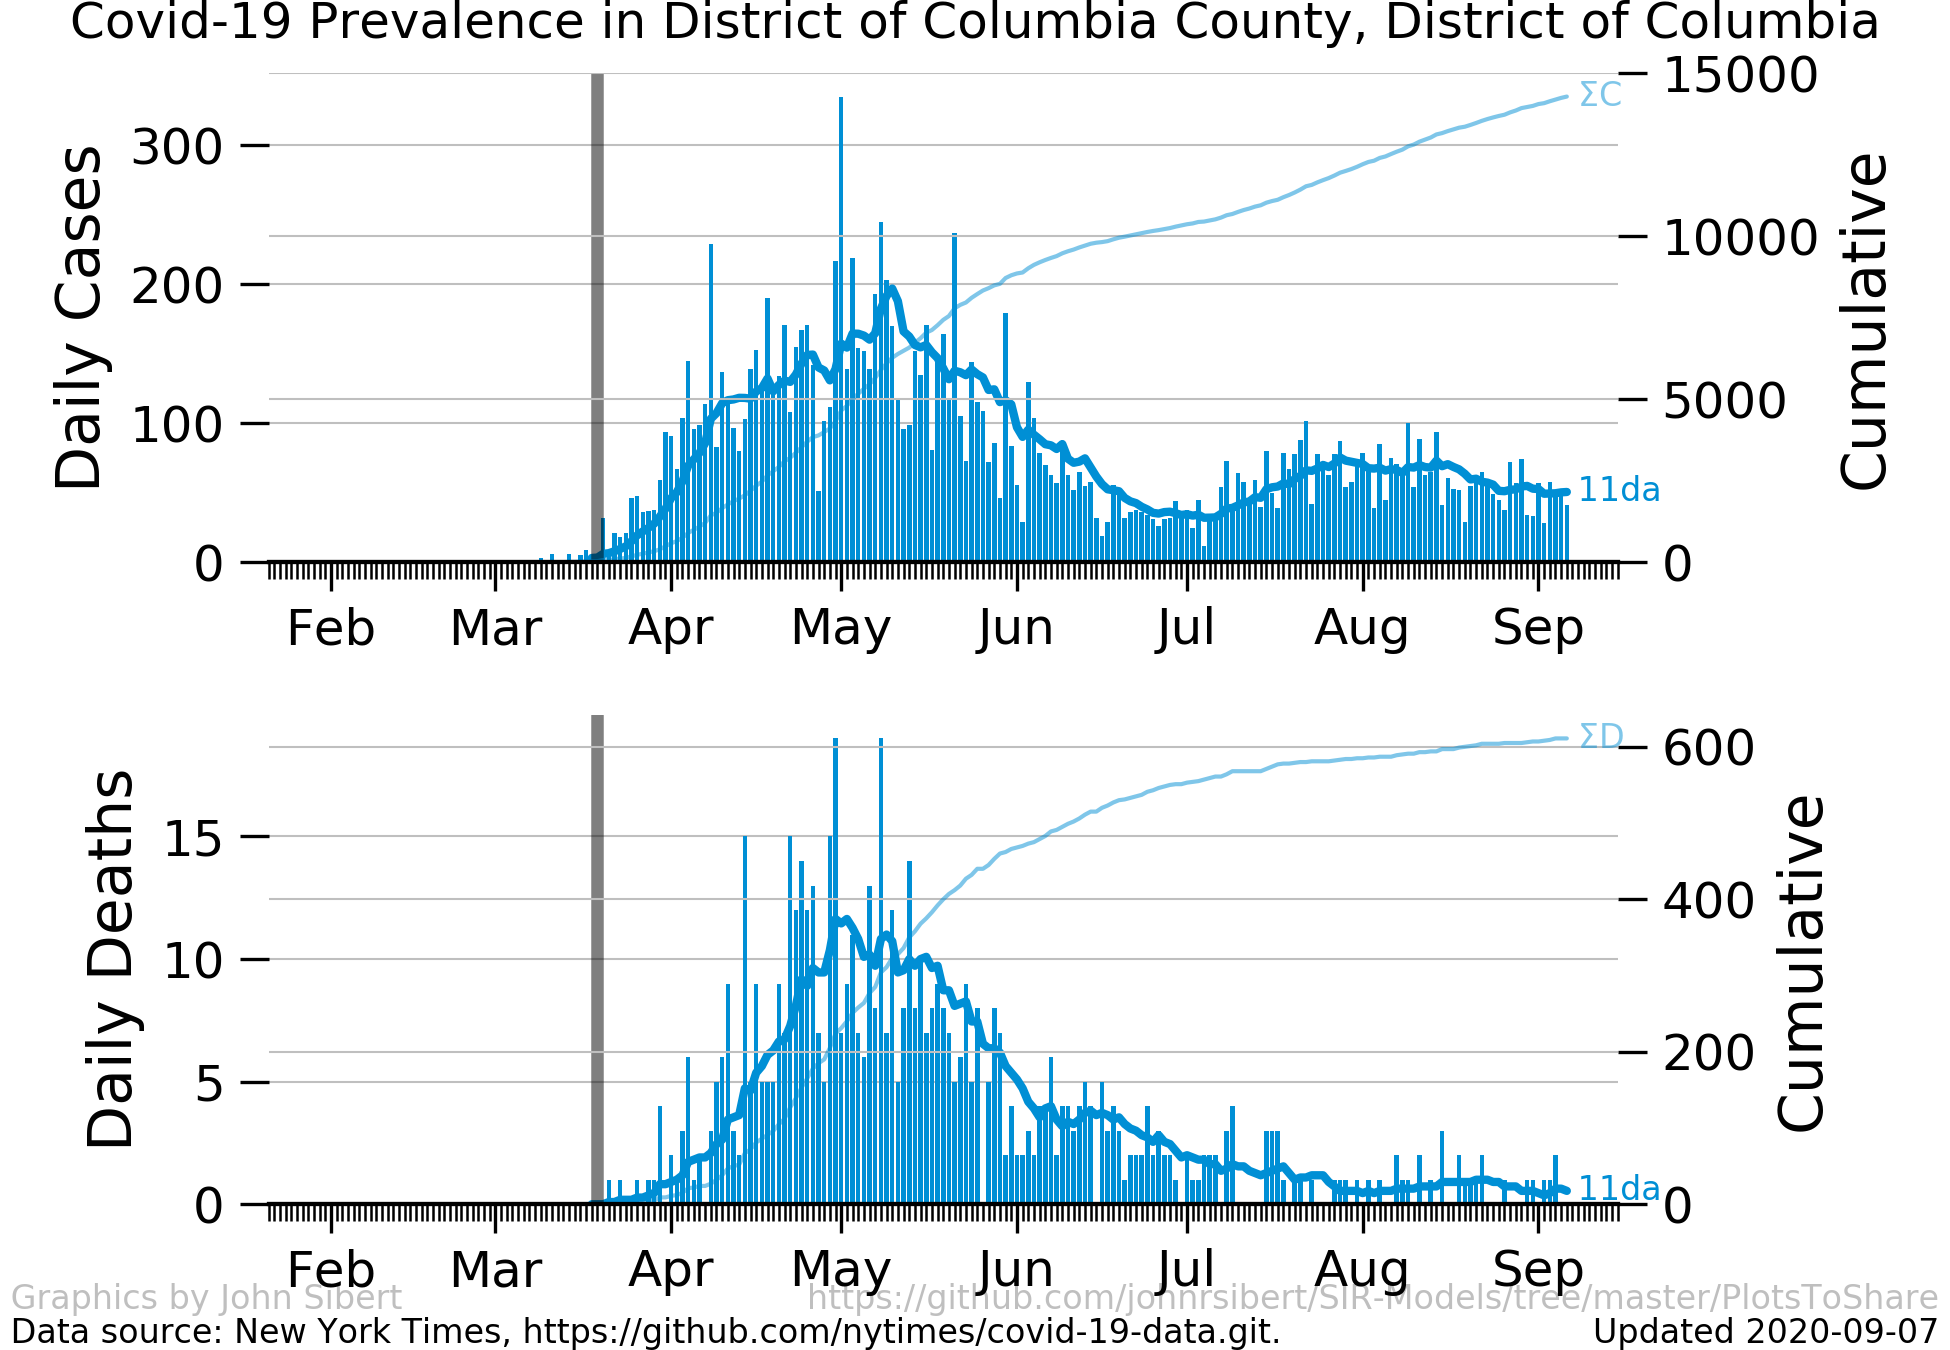 Covid-19 Prevalence in District of Columbia County, District of Columbia
Daily Cases
300
200
100
0
ΣC
11da
15000
10000
5000
0
Cumulative
Feb Mar Apr May Jun Jul Aug Sep
Daily Deaths
15
10
5
0
ΣD
11da
600
400
200
0
Cumulative
Feb Mar Apr May Jun Jul Aug Sep
Graphics by John Sibert https://github.com/johnrsibert/SIR-Models/tree/master/PlotsToShare
Data source: New York Times, https://github.com/nytimes/covid-19-data.git. Updated 2020-09-07